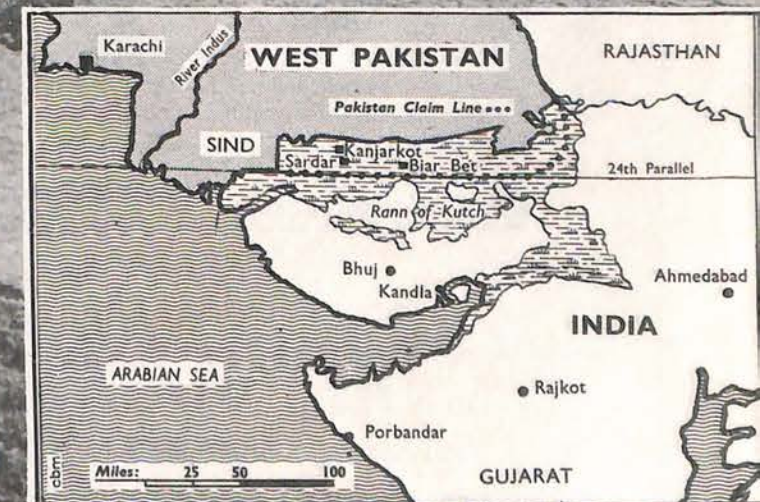 Karachi
River Indus
WEST PAKISTAN
RAJASTHAN
Pakistan Claim Line •••
SIND
Kanjarkot
Sardar
Biar Bet
24th Parallel
Rann of Kutch
Bhuj
Kandla
Ahmedabad
INDIA
ARABIAN SEA
Rajkot
Porbandar
Miles: 25 50 100
GUJARAT
cbm